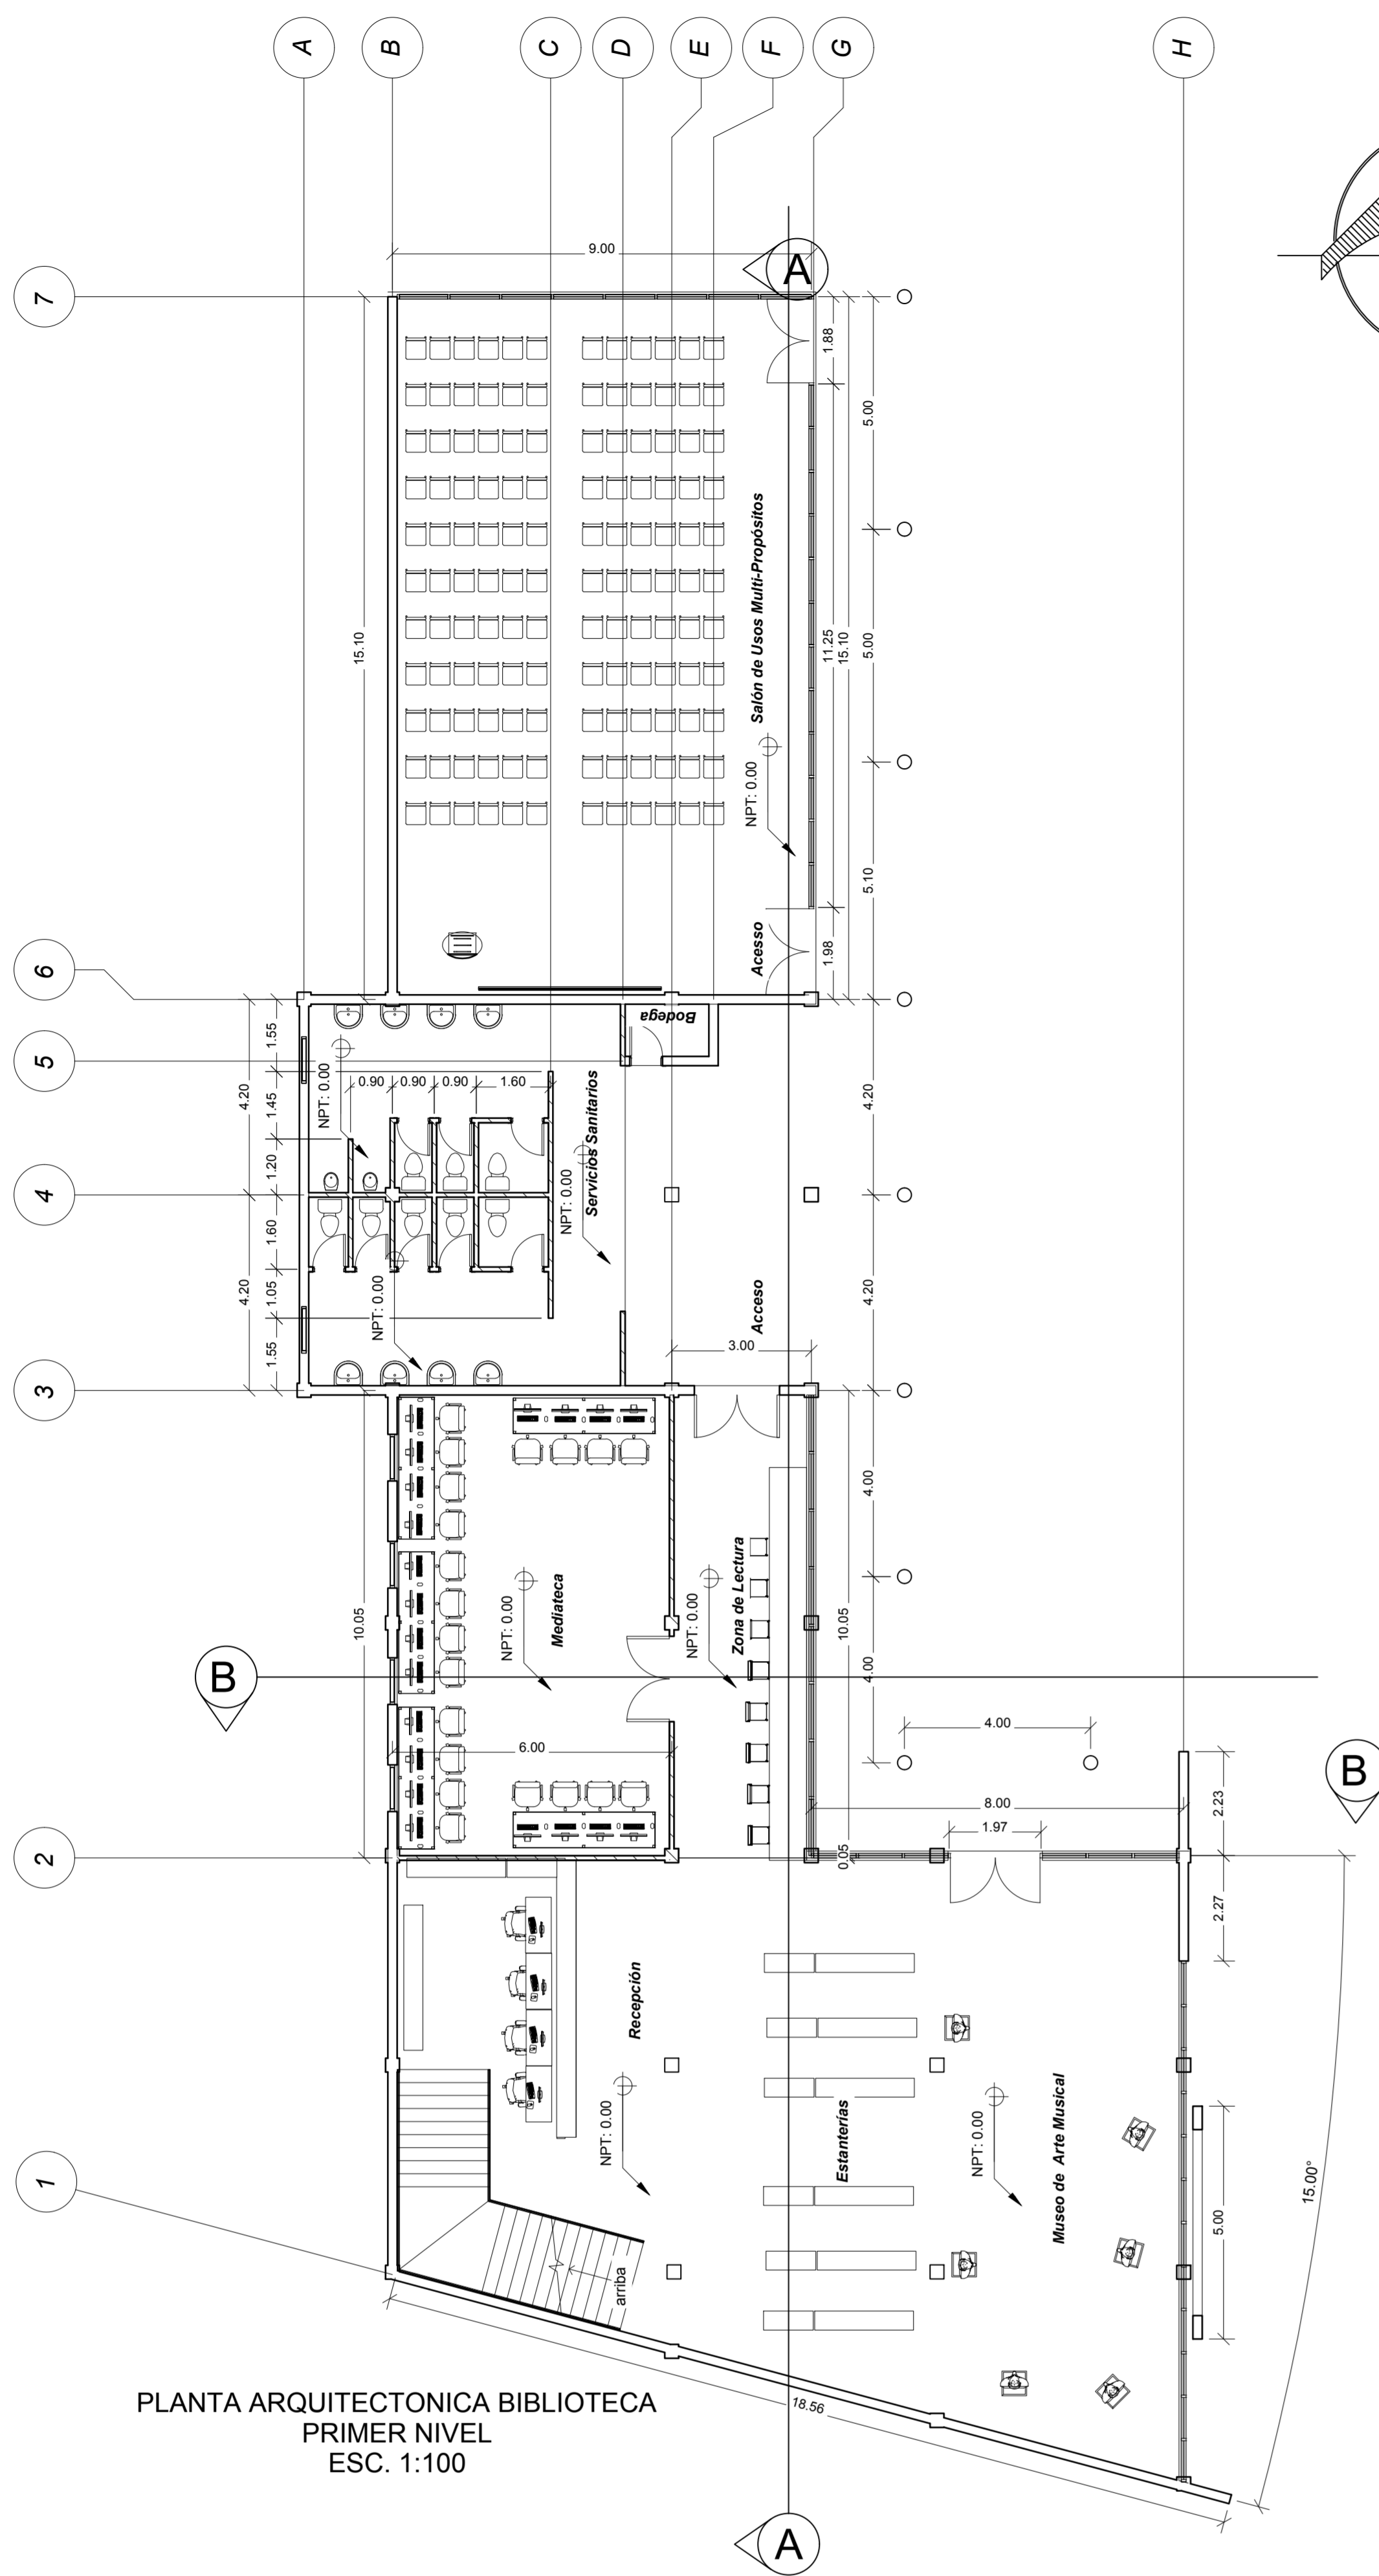 A
B
C
D
E
F
G
H
7
6
5
4
3
2
1
9.00
A
1.88
5.00
15.10
11.25
15.10
5.00
Salón de Usos Multi-Propósitos
NPT: 0.00
5.10
Acesso
1.98
Bodega
4.20
1.55
1.45
1.20
NPT: 0.00
0.90
0.90
0.90
1.60
Servicios Sanitarios
NPT: 0.00
4.20
4.20
1.60
1.05
1.55
NPT: 0.00
Acceso
4.20
3.00
10.05
Mediateca
NPT: 0.00
Zona de Lectura
NPT: 0.00
10.05
4.00
4.00
B
6.00
4.00
8.00
1.97
0.05
2.23
B
2.27
Recepción
NPT: 0.00
Estanterías
NPT: 0.00
Museo de Arte Musical
arriba
5.00
15.00°
18.56
PLANTA ARQUITECTONICA BIBLIOTECA
PRIMER NIVEL
ESC. 1:100
A